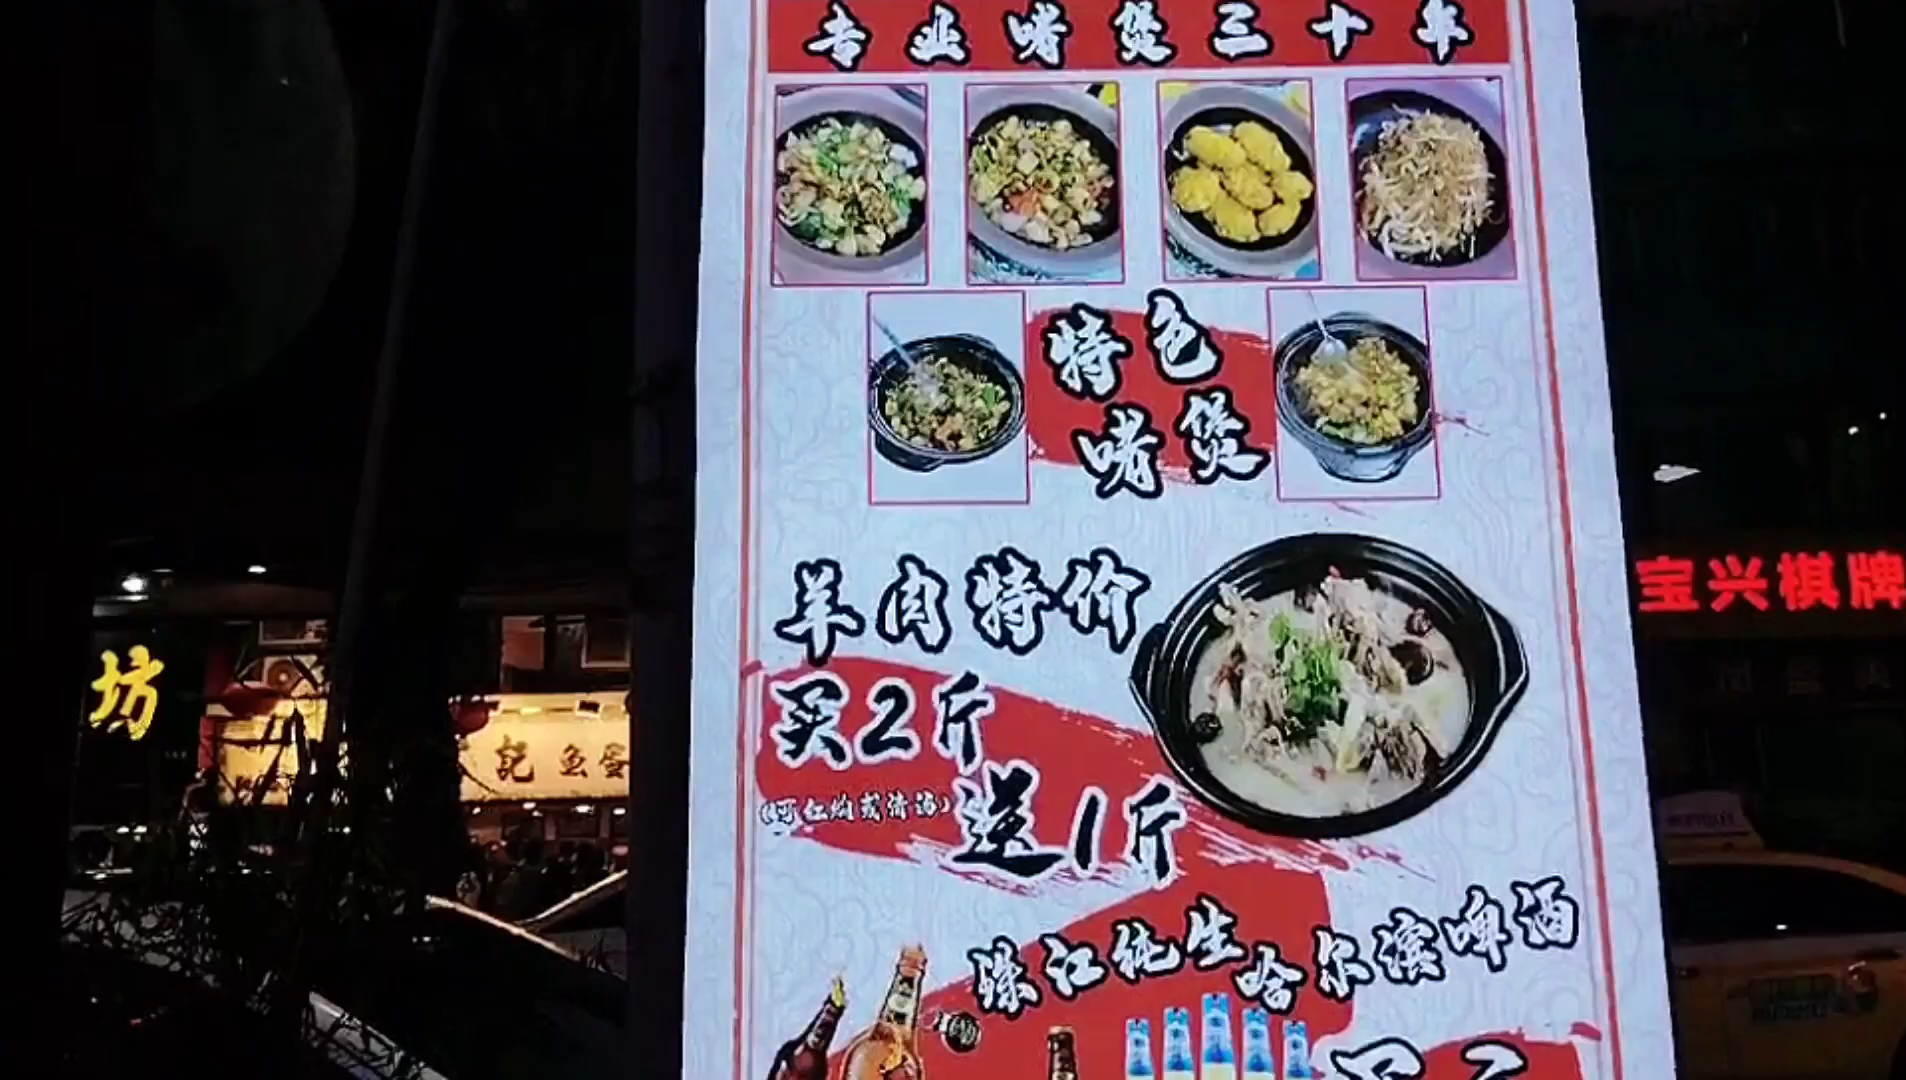 专业啫煲三十年
特色
啫煲
羊肉特价
买2斤
(可红焖或清汤)
送1斤
珠江纯生
哈尔滨啤酒
宝兴棋牌
坊
記鱼蛋